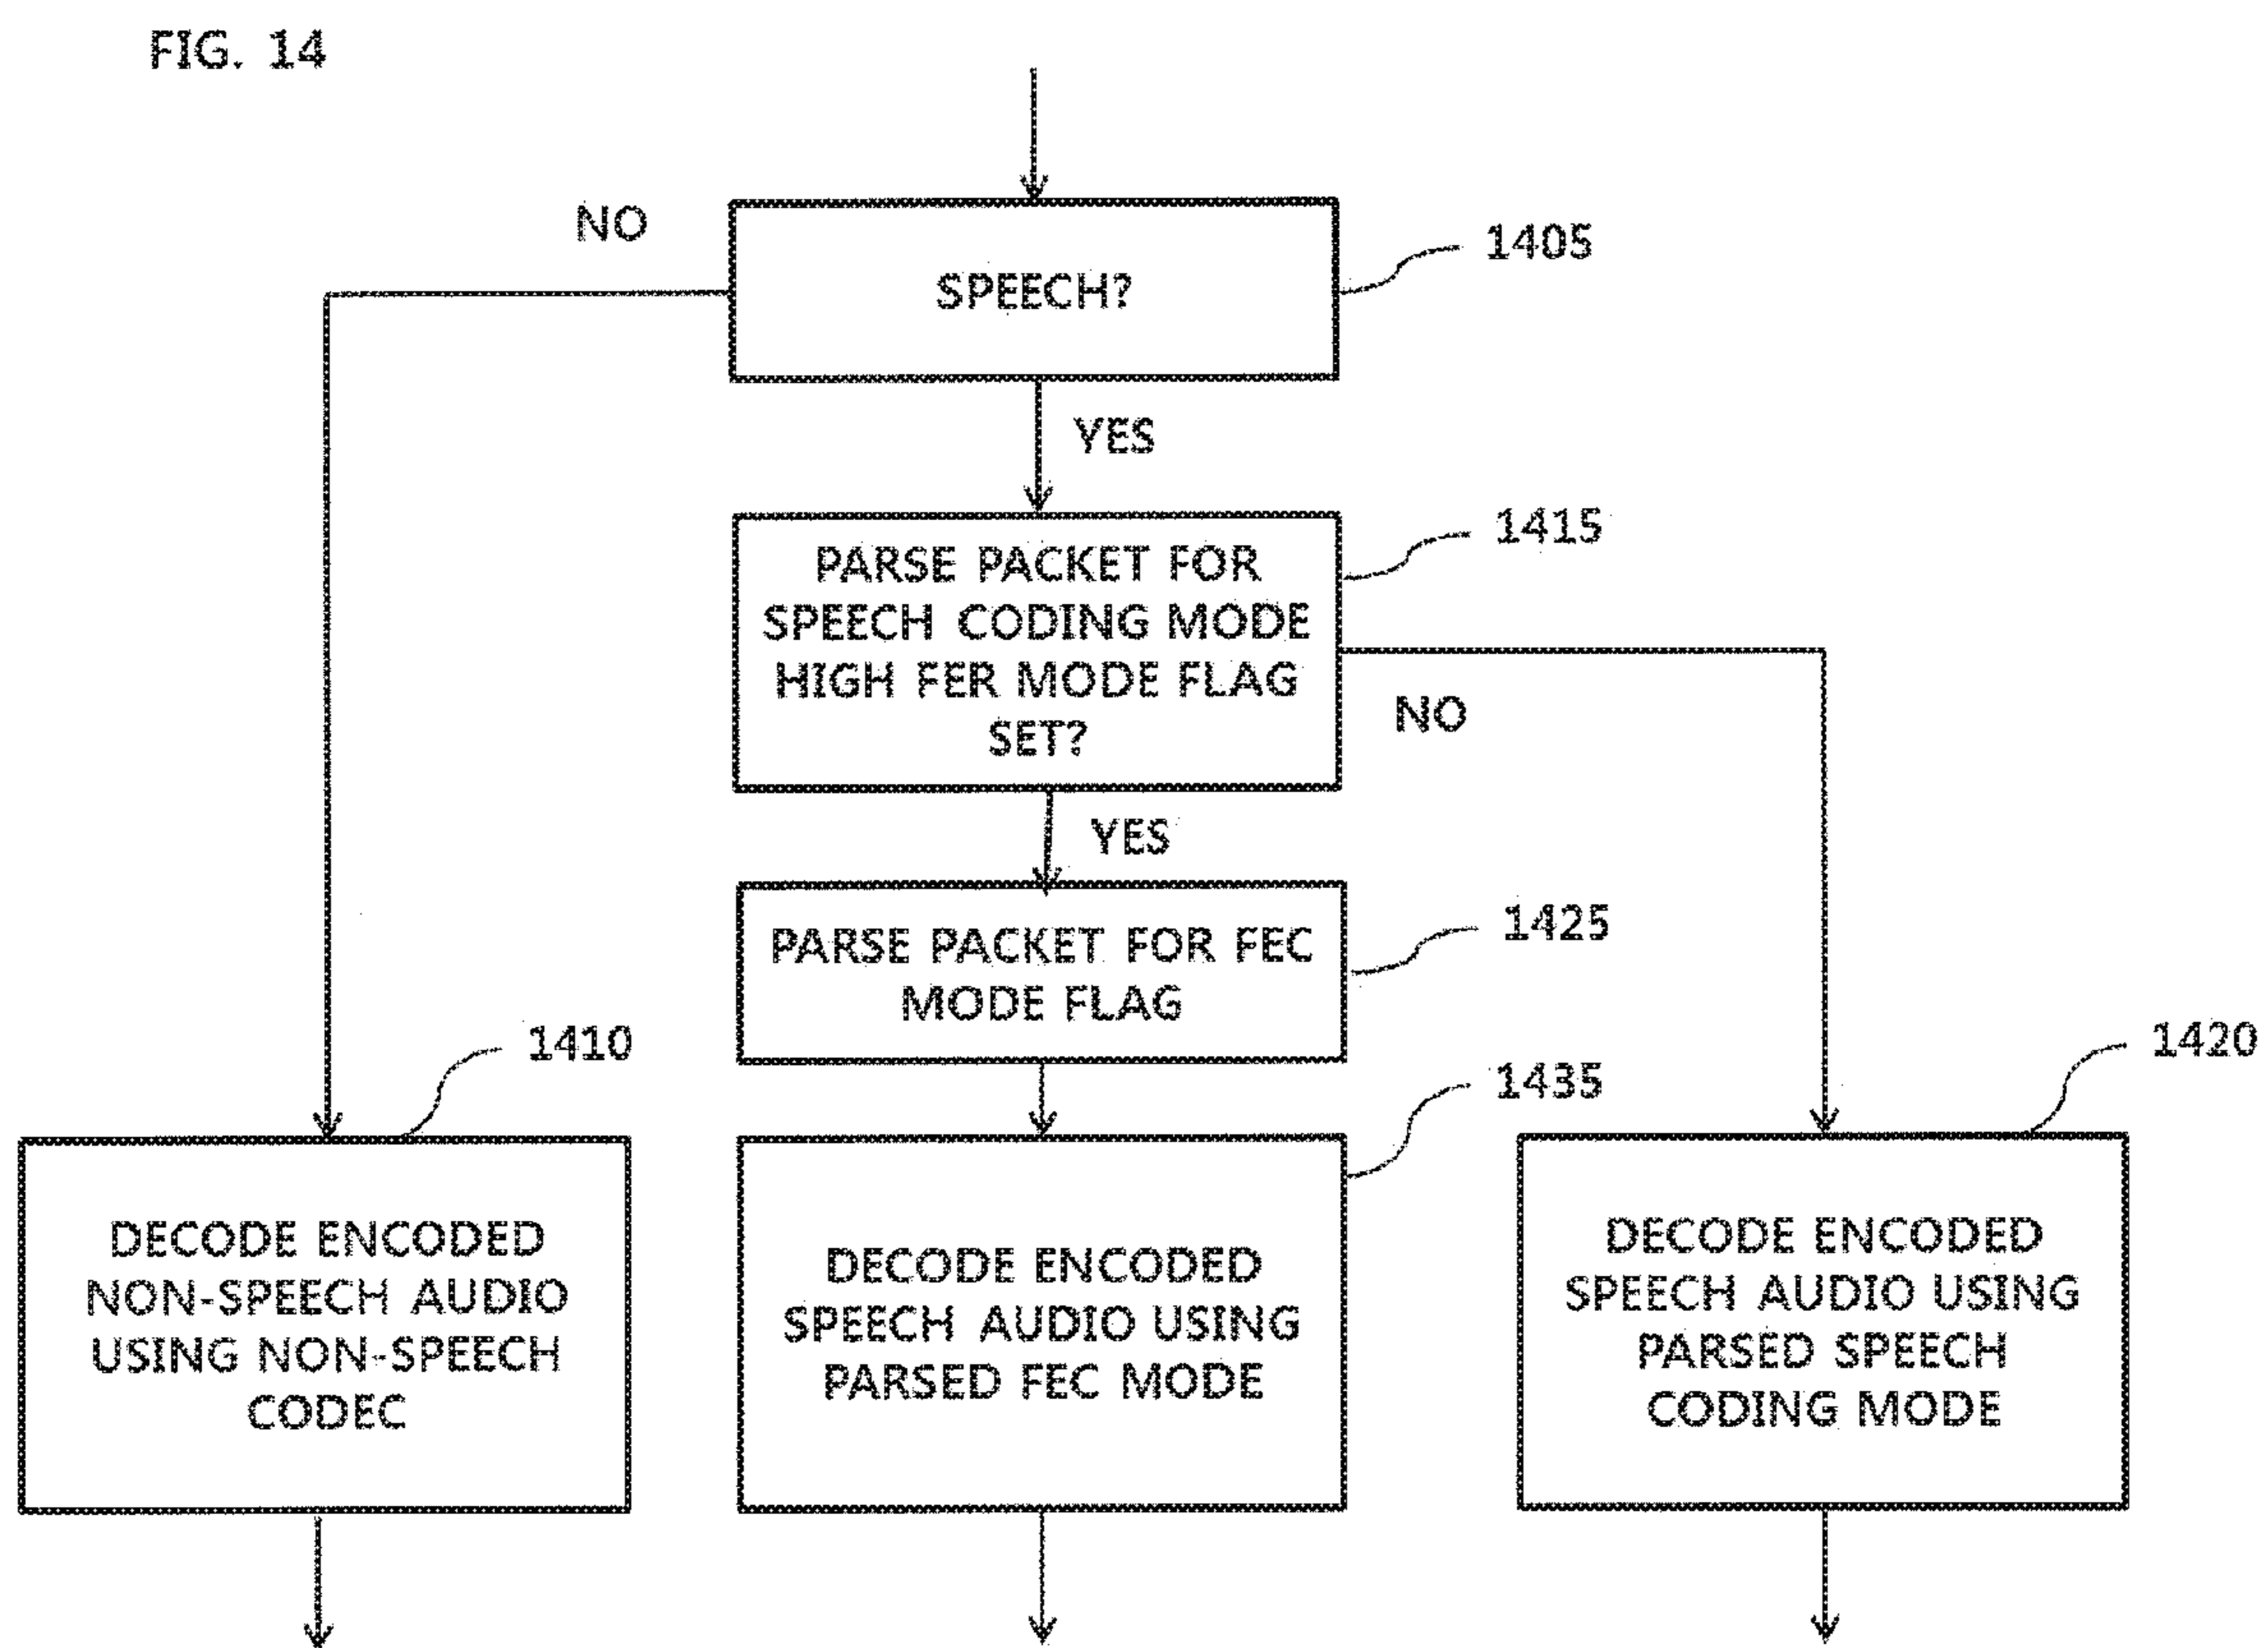 FIG. 14
NO
SPEECH?
1405
YES
PARSE PACKET FOR
SPEECH CODING MODE
HIGH FER MODE FLAG
SET?
1415
NO
YES
PARSE PACKET FOR FEC
MODE FLAG
1425
1410
1435
1420
DECODE ENCODED
NON-SPEECH AUDIO
USING NON-SPEECH
CODEC
DECODE ENCODED
SPEECH AUDIO USING
PARSED FEC MODE
DECODE ENCODED
SPEECH AUDIO USING
PARSED SPEECH
CODING MODE